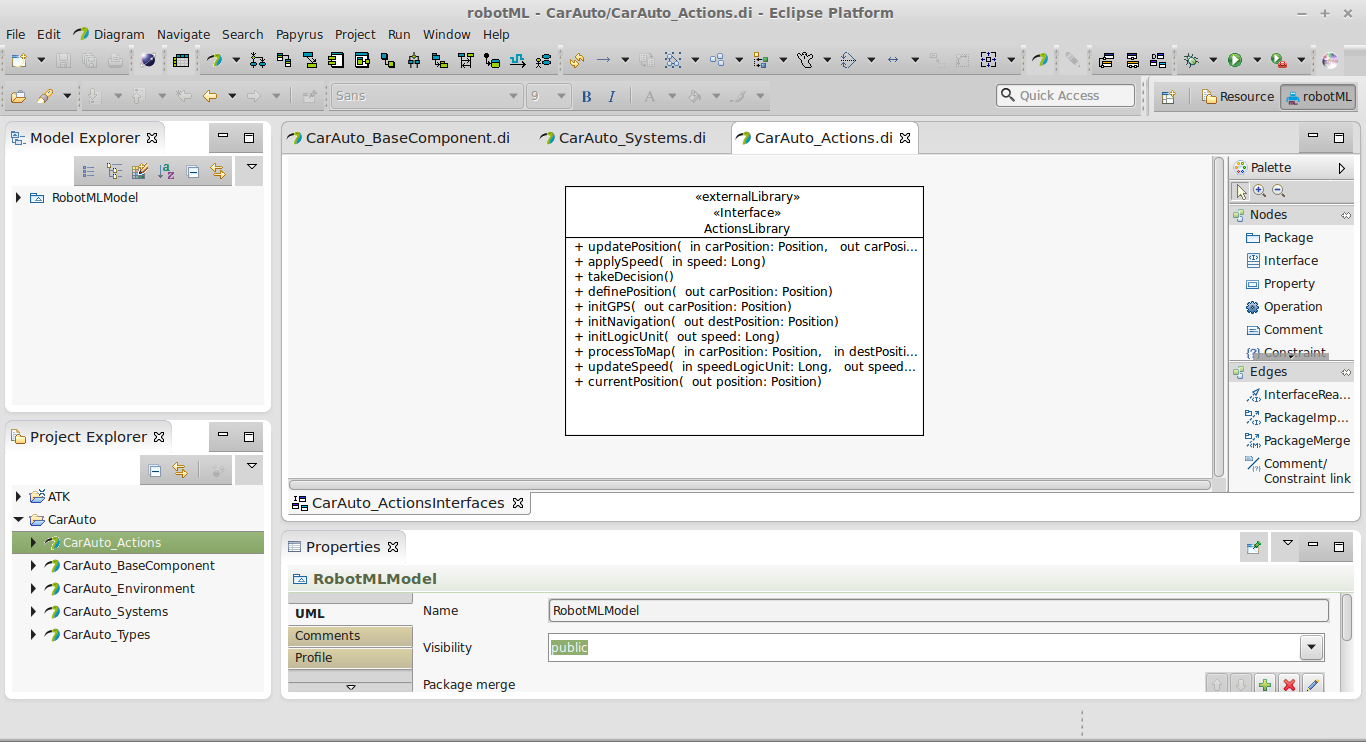 robotML - CarAuto/CarAuto_Actions.di - Eclipse Platform
File Edit Diagram Navigate Search Papyrus Project Run Window Help
Sans 9 B I A Quick Access Resource robotML
Model Explorer
RobotMLModel
Project Explorer
ATK
CarAuto
CarAuto_Actions
CarAuto_BaseComponent
CarAuto_Environment
CarAuto_Systems
CarAuto_Types
CarAuto_BaseComponent.di CarAuto_Systems.di CarAuto_Actions.di
«externalLibrary»
«Interface»
ActionsLibrary
+ updatePosition( in carPosition: Position, out carPosi...
+ applySpeed( in speed: Long)
+ takeDecision()
+ definePosition( out carPosition: Position)
+ initGPS( out carPosition: Position)
+ initNavigation( out destPosition: Position)
+ initLogicUnit( out speed: Long)
+ processToMap( in carPosition: Position, in destPositi...
+ updateSpeed( in speedLogicUnit: Long, out speed...
+ currentPosition( out position: Position)
CarAuto_ActionsInterfaces
Palette
Nodes
Package
Interface
Property
Operation
Comment
Constraint
Edges
InterfaceRea...
PackageImp...
PackageMerge
Comment/
Constraint link
Properties
RobotMLModel
UML
Comments
Profile
Name RobotMLModel
Visibility public
Package merge